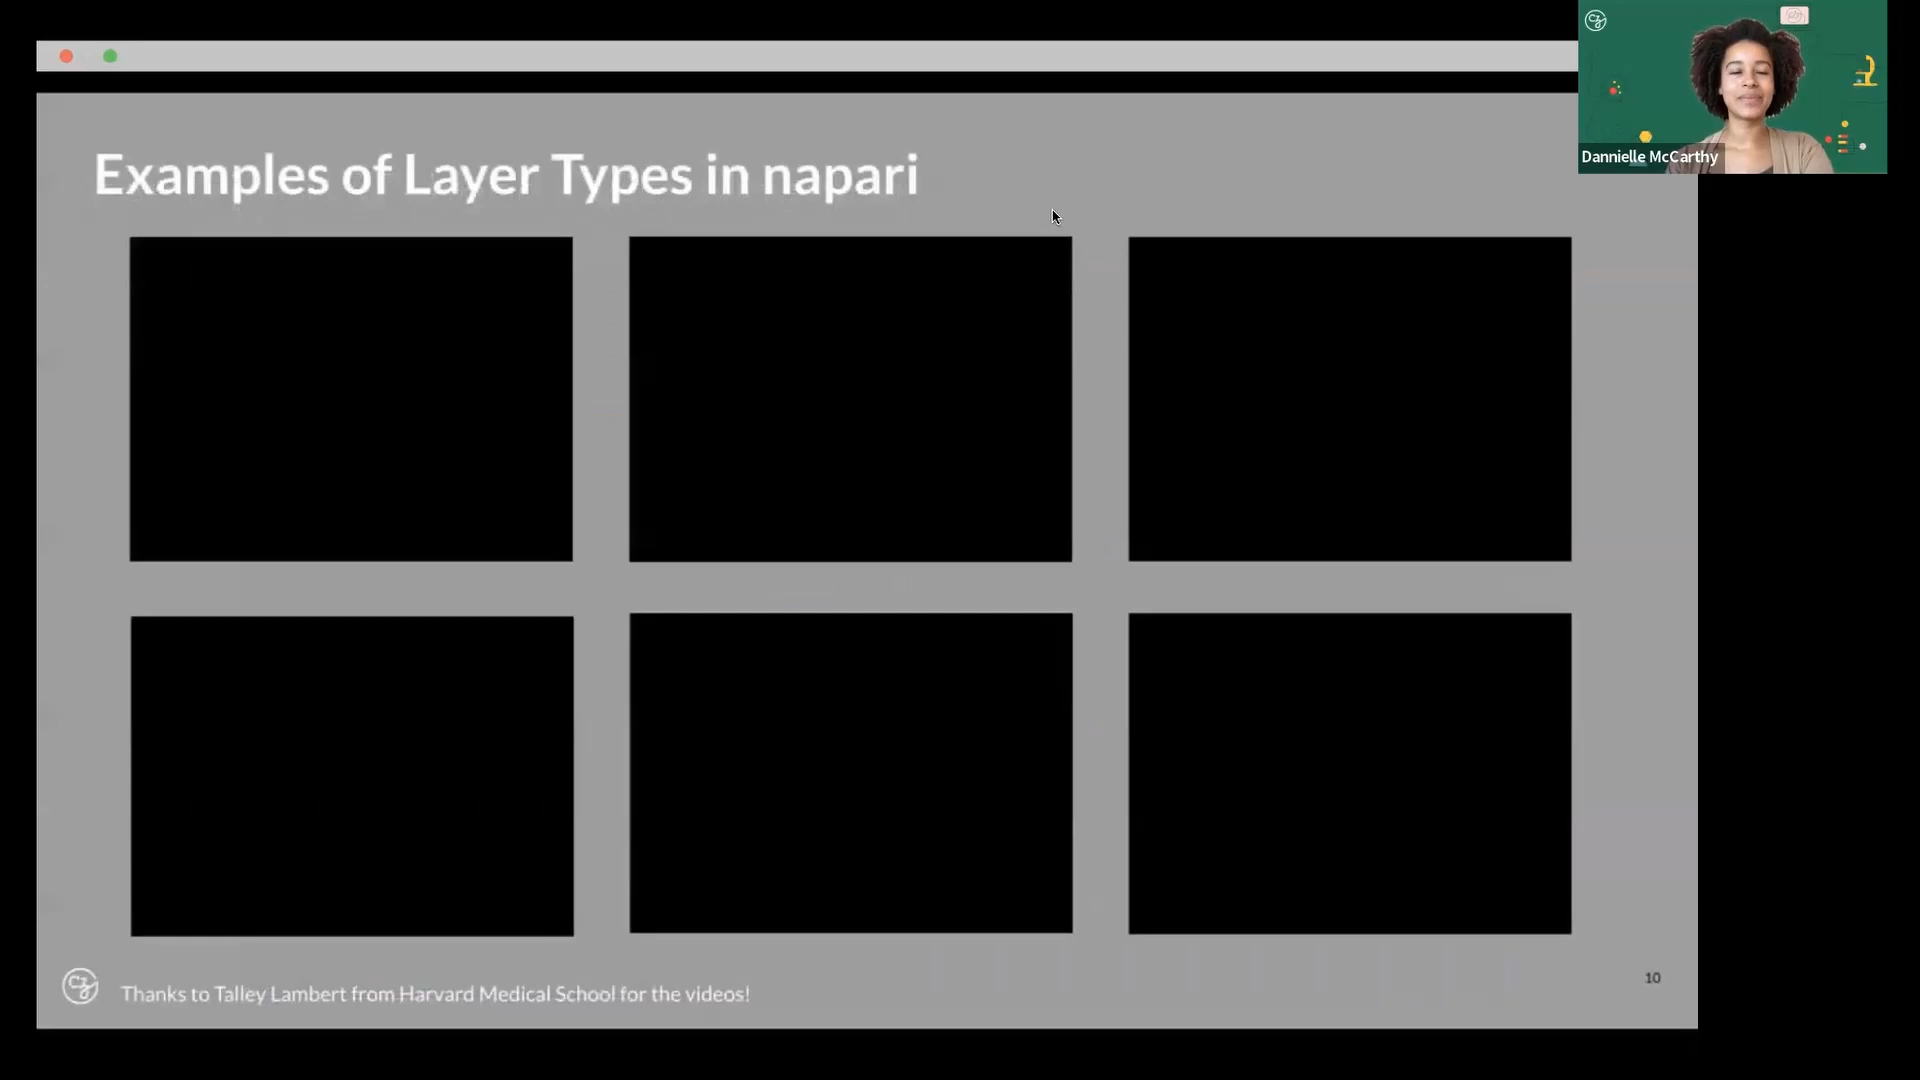 Examples of Layer Types in napari
Dannielle McCarthy
CZ
Thanks to Talley Lambert from Harvard Medical School for the videos!
10